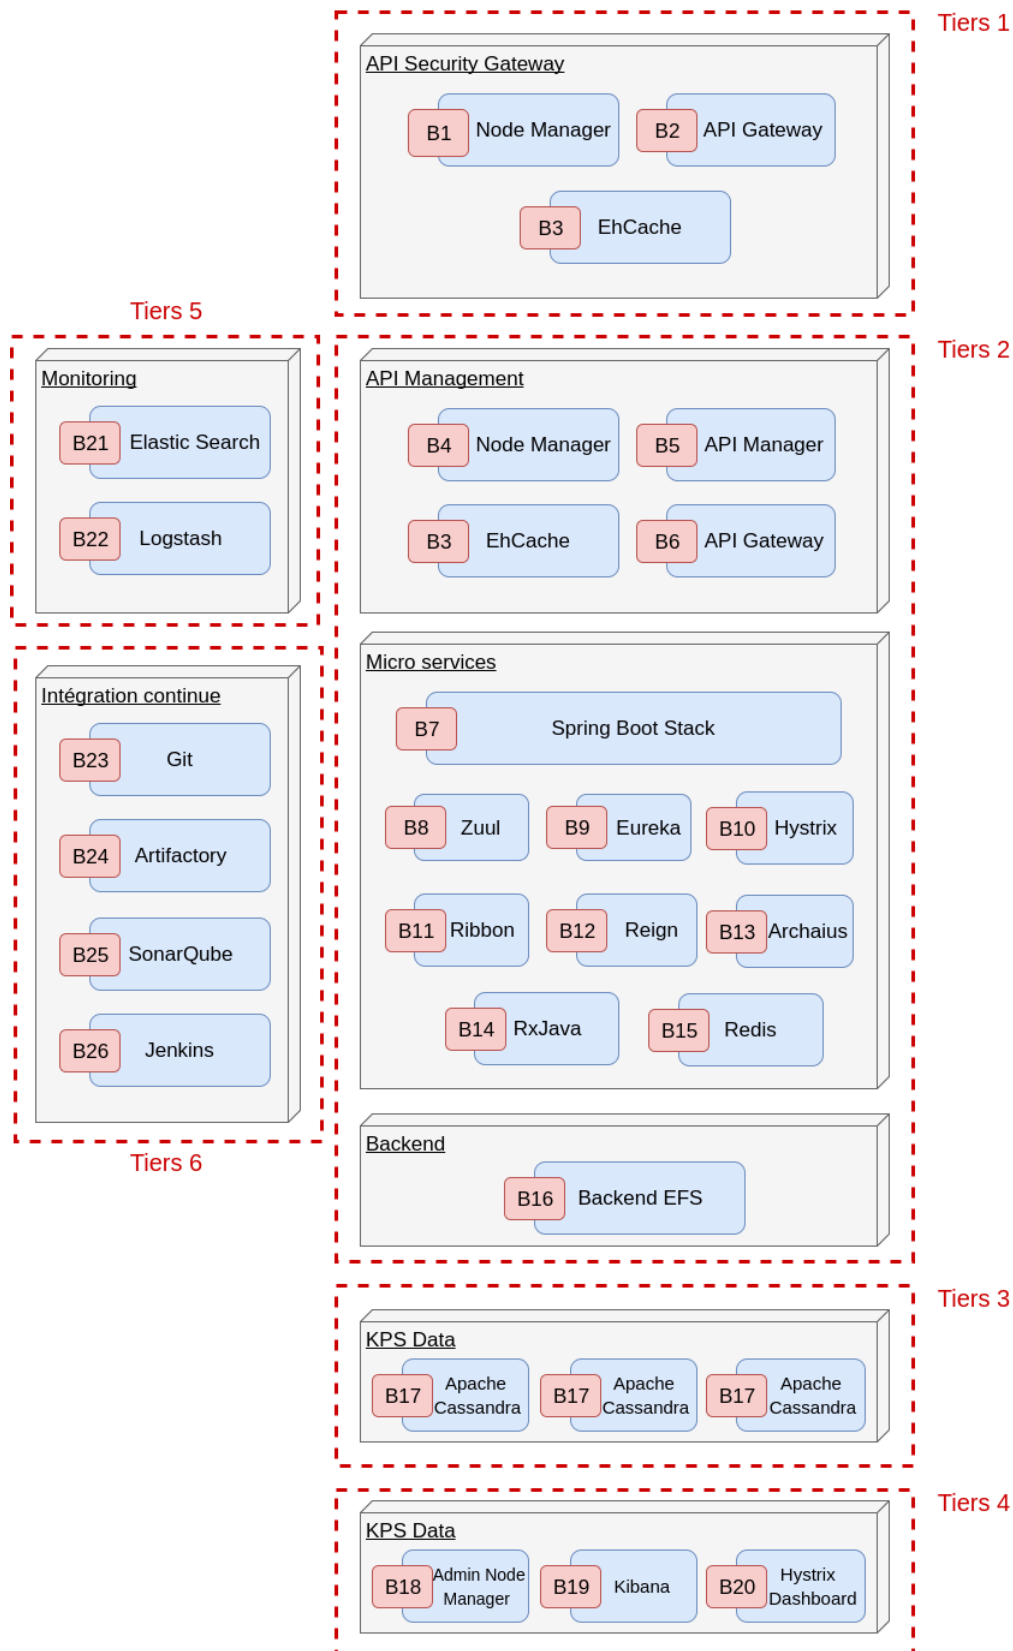 Tiers 1
API Security Gateway
B1 Node Manager
B2 API Gateway
B3 EhCache
Tiers 5
Monitoring
B21 Elastic Search
B22 Logstash
Tiers 2
API Management
B4 Node Manager
B5 API Manager
B3 EhCache
B6 API Gateway
Micro services
B7 Spring Boot Stack
B8 Zuul
B9 Eureka
B10 Hystrix
B11 Ribbon
B12 Reign
B13 Archaius
B14 RxJava
B15 Redis
Backend
B16 Backend EFS
Intégration continue
B23 Git
B24 Artifactory
B25 SonarQube
B26 Jenkins
Tiers 6
Tiers 3
KPS Data
B17 Apache
Cassandra
B17 Apache
Cassandra
B17 Apache
Cassandra
Tiers 4
KPS Data
B18 Admin Node
Manager
B19 Kibana
B20 Hystrix
Dashboard